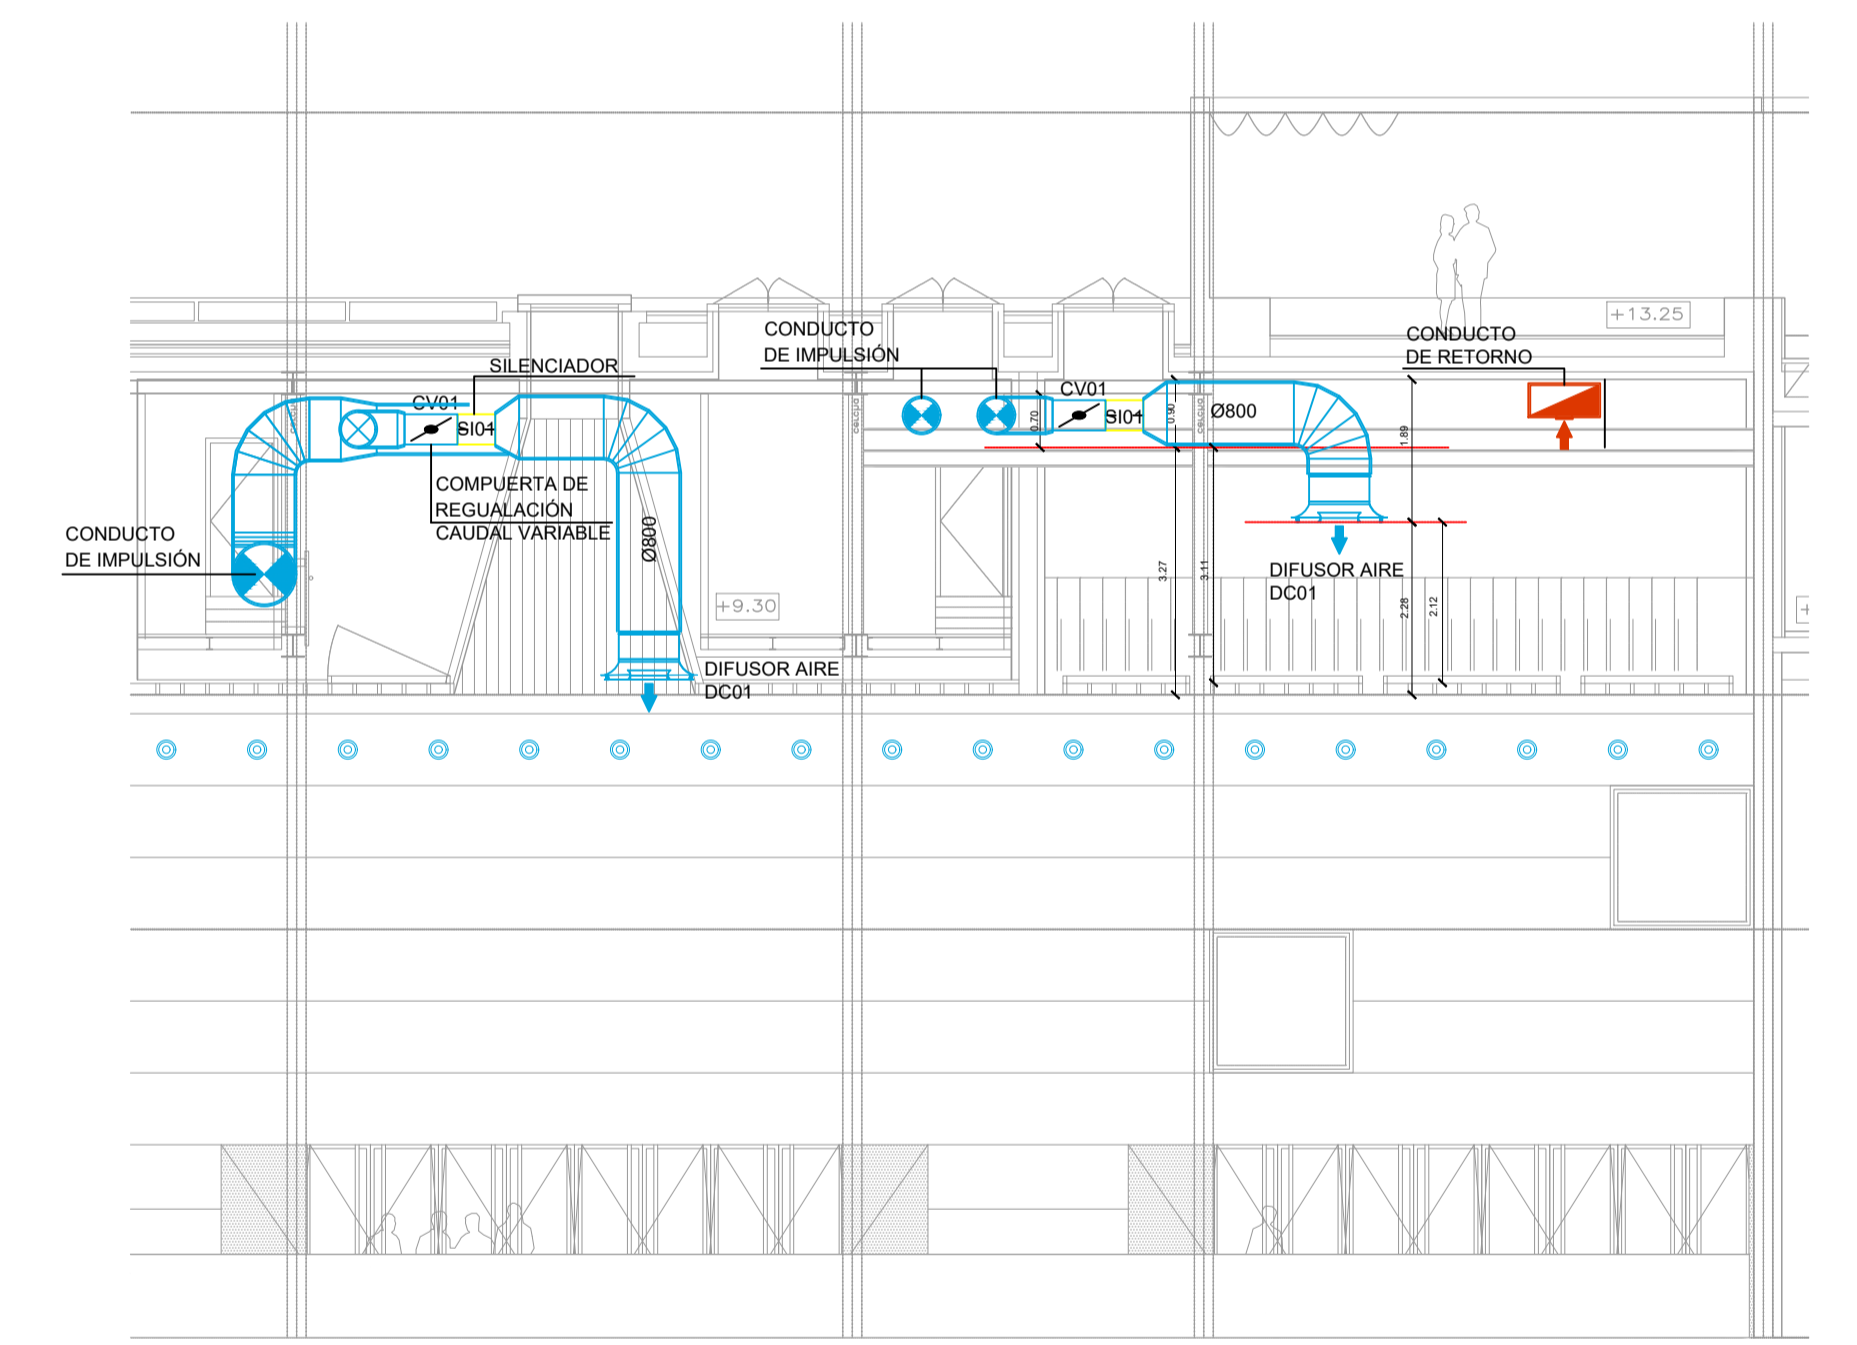 +13.25
CONDUCTO
DE IMPULSIÓN
CONDUCTO
DE RETORNO
SILENCIADOR
CV01
SI01
CV01
SI01
0.70
0.90
Ø800
1.89
COMPUERTA DE
REGUALACIÓN
CAUDAL VARIABLE
CONDUCTO
DE IMPULSIÓN
Ø800
3.27
3.11
DIFUSOR AIRE
DC01
2.28
2.12
+9.30
DIFUSOR AIRE
DC01